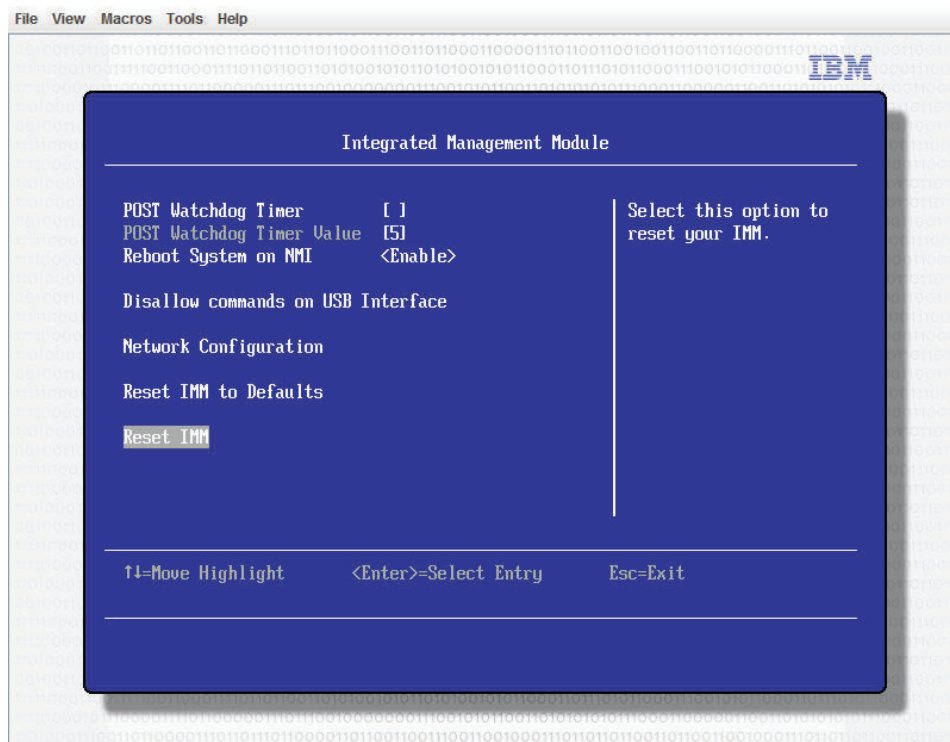 File View Macros Tools Help
IBM
Integrated Management Module
POST Watchdog Timer [ ]
POST Watchdog Timer Value [5]
Reboot System on NMI <Enable>
Disallow commands on USB Interface
Network Configuration
Reset IMM to Defaults
Reset IMM
Select this option to
reset your IMM.
↑↓=Move Highlight <Enter>=Select Entry Esc=Exit